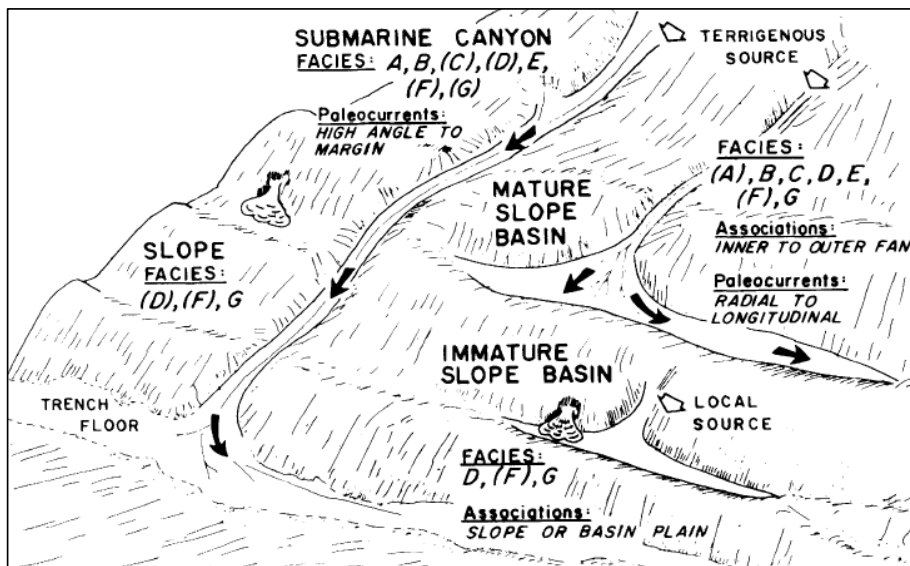 SUBMARINE CANYON
FACIES: A, B, (C), (D), E,
(F), (G)
Paleocurrents:
HIGH ANGLE TO
MARGIN
TERRIGENOUS
SOURCE
FACIES:
(A), B, C, D, E,
(F), G
Associations:
INNER TO OUTER FAN
Paleocurrents:
RADIAL TO
LONGITUDINAL
MATURE
SLOPE
BASIN
SLOPE
FACIES:
(D), (F), G
IMMATURE
SLOPE BASIN
TRENCH
FLOOR
LOCAL
SOURCE
FACIES:
D, (F), G
Associations:
SLOPE OR BASIN PLAIN